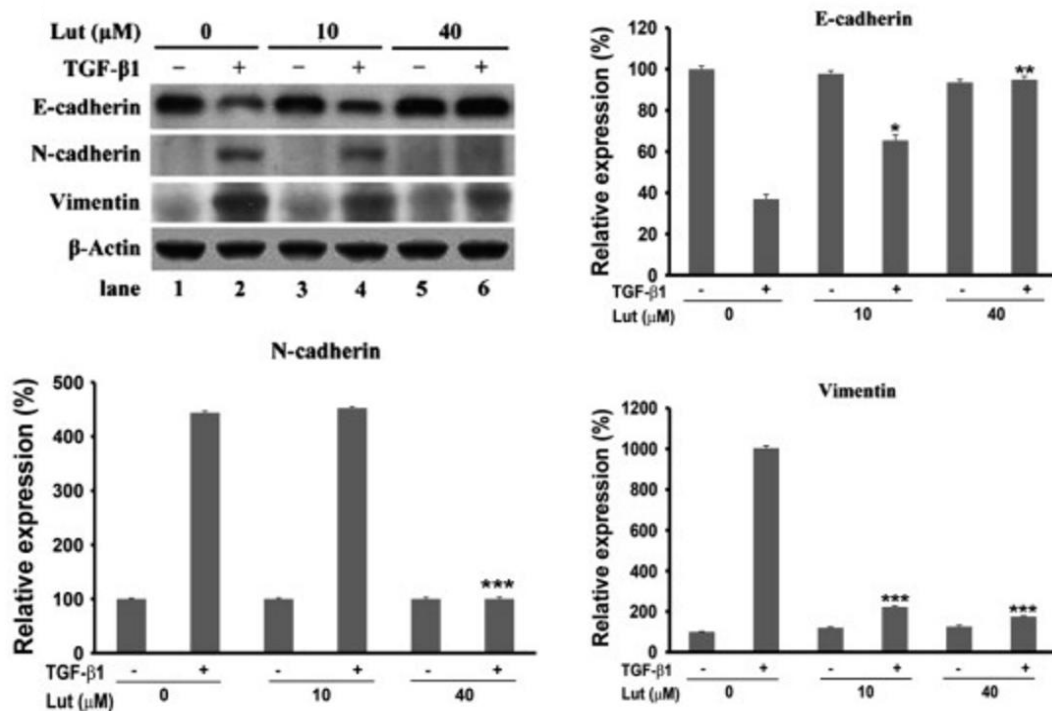 Lut (μM) 0 10 40
TGF-β1 − + − + − +
E-cadherin
N-cadherin
Vimentin
β-Actin
lane 1 2 3 4 5 6
E-cadherin
Relative expression (%)
120
100
80
60
40
20
0
*
**
TGF-β1 - + - + - +
Lut (μM) 0 10 40
N-cadherin
Relative expression (%)
500
450
400
300
200
100
0
***
TGF-β1 - + - + - +
Lut (μM) 0 10 40
Vimentin
Relative expression (%)
1200
1000
800
600
400
200
0
***
***
TGF-β1 - + - + - +
Lut (μM) 0 10 40